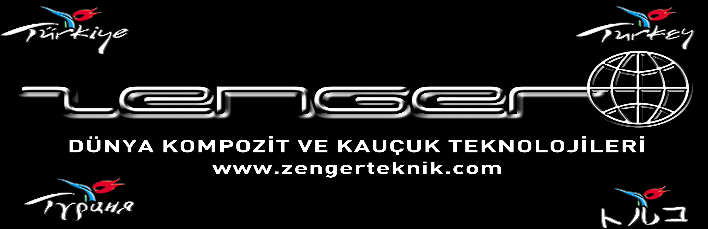 Türkiye
Turkey
zenger
DÜNYA KOMPOZİT VE KAUÇUK TEKNOLOJİLERİ
www.zengerteknik.com
Турция
トルコ